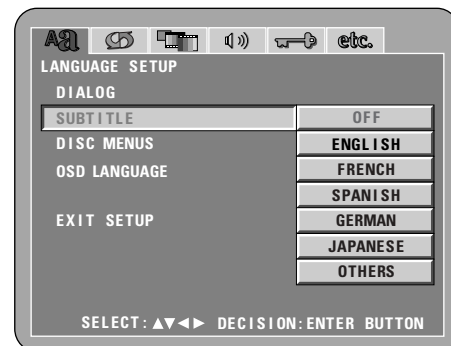 Aa etc.
LANGUAGE SETUP
DIALOG
SUBTITLE OFF
DISC MENUS ENGLISH
OSD LANGUAGE FRENCH
SPANISH
EXIT SETUP GERMAN
JAPANESE
OTHERS
SELECT:▲▼◄► DECISION:ENTER BUTTON